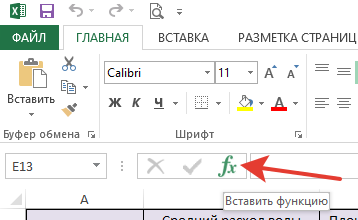 ФАЙЛ ГЛАВНАЯ ВСТАВКА РАЗМЕТКА СТРАНИЦ
Calibri 11 A A
Вставить
Ж К Ч А
Буфер обмена Шрифт
E13 fx
Вставить функцию
A
Средний расход воды